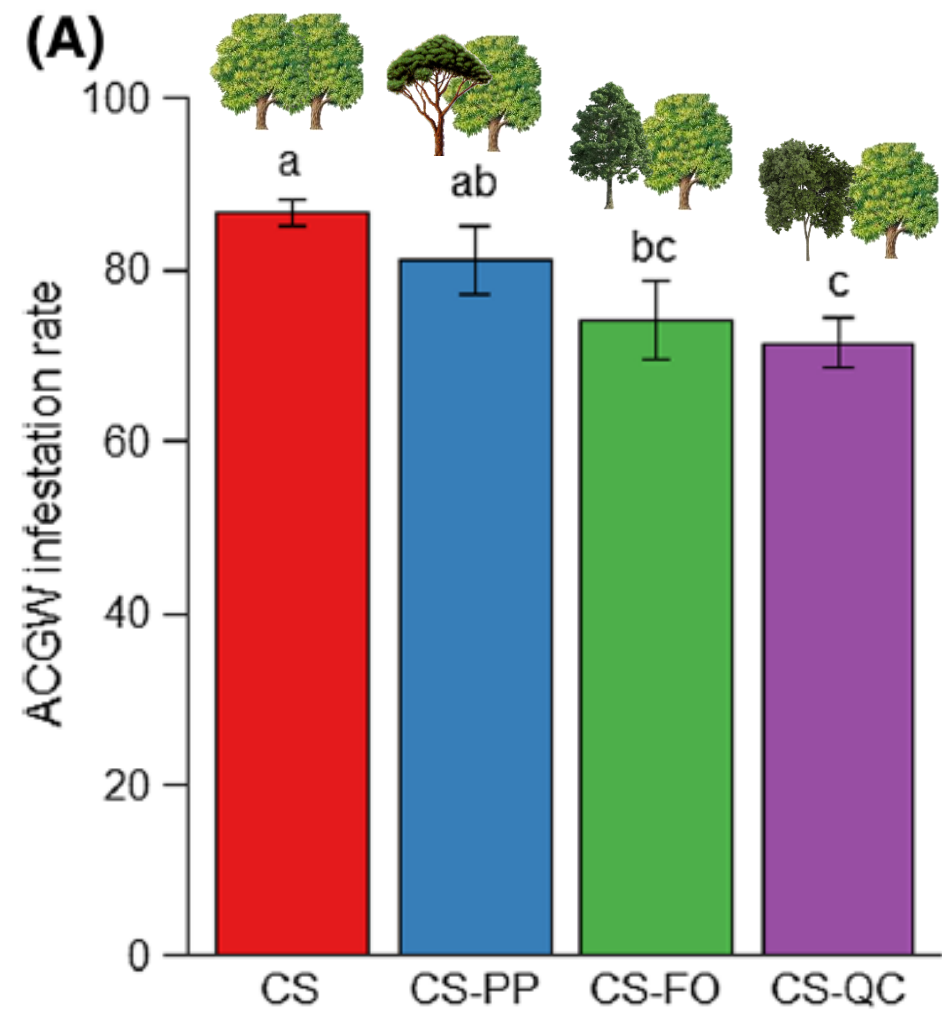 (A)
100
80
60
40
20
0
ACGW infestation rate
a
ab
bc
c
CS
CS-PP
CS-FO
CS-QC